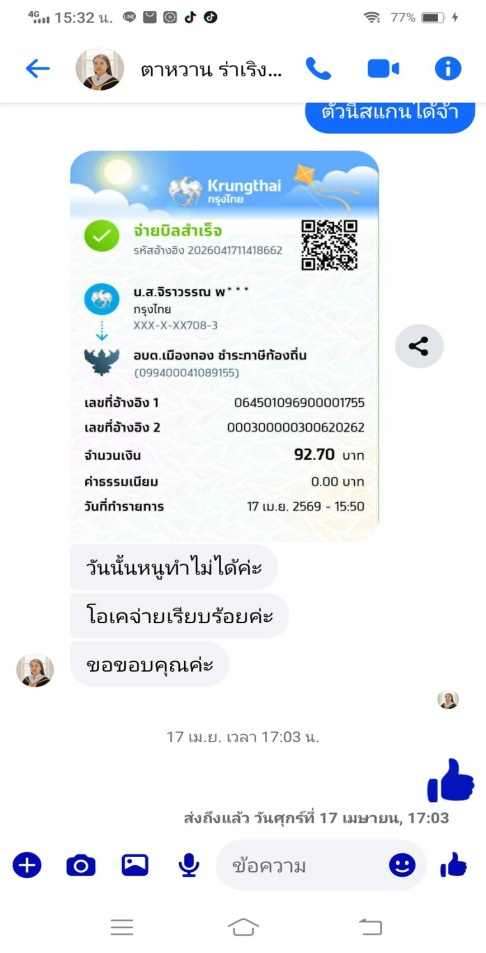 4G 15:32 น. 77%
ตาหวาน ร่าเริง...
ตัวนี้สแกนได้จ้า
Krungthai
กรุงไทย
จ่ายบิลสำเร็จ
รหัสอ้างอิง 2026041711418662
น.ส.จิราวรรณ พ***
กรุงไทย
XXX-X-XX708-3
อบต.เมืองทอง ชำระภาษีท้องถิ่น
(099400041089155)
เลขที่อ้างอิง 1 064501096900001755
เลขที่อ้างอิง 2 000300000300620262
จำนวนเงิน 92.70 บาท
ค่าธรรมเนียม 0.00 บาท
วันที่ทำรายการ 17 เม.ย. 2569 - 15:50
วันนั้นหนูทำไม่ได้ค่ะ
โอเคจ่ายเรียบร้อยค่ะ
ขอขอบคุณค่ะ
17 เม.ย. เวลา 17:03 น.
ส่งถึงแล้ว วันศุกร์ที่ 17 เมษายน, 17:03
ข้อความ